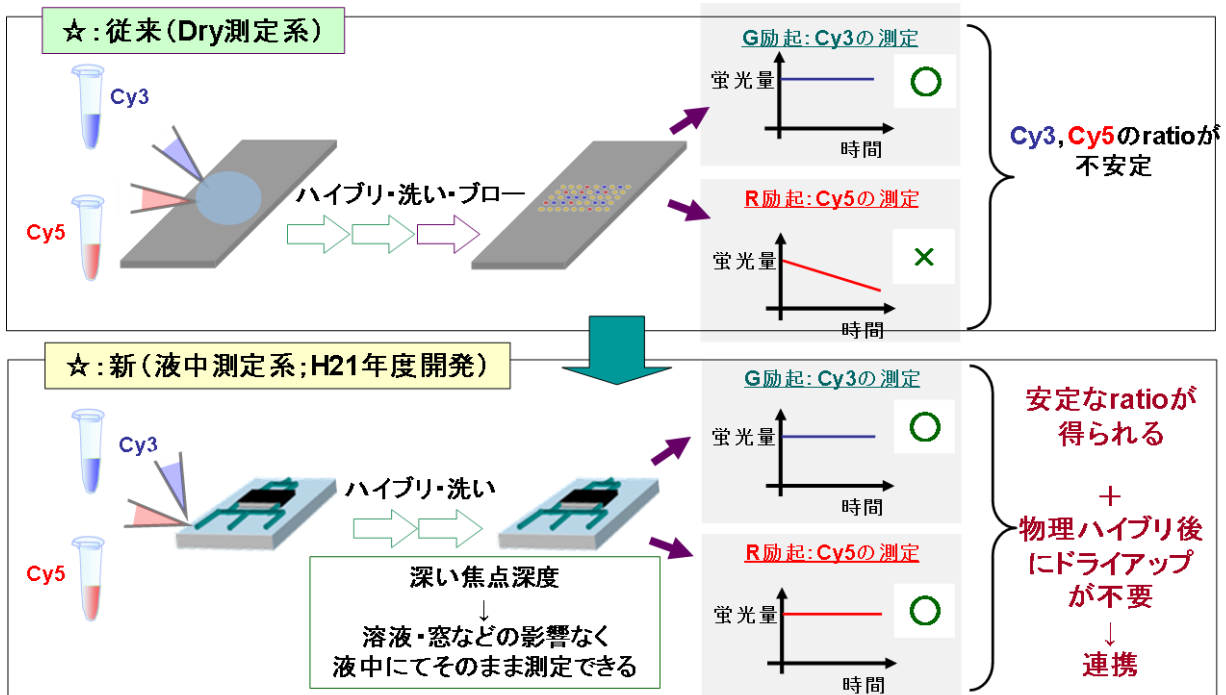 ☆:従来(Dry測定系)
Cy3
Cy5
ハイブリ・洗い・ブロー
G励起:Cy3の測定
蛍光量
時間
○
R励起:Cy5の測定
蛍光量
時間
×
Cy3,Cy5のratioが
不安定
☆:新(液中測定系;H21年度開発)
Cy3
Cy5
ハイブリ・洗い
深い焦点深度
↓
溶液・窓などの影響なく
液中にてそのまま測定できる
G励起:Cy3の測定
蛍光量
時間
○
R励起:Cy5の測定
蛍光量
時間
○
安定なratioが
得られる
+
物理ハイブリ後
にドライアップ
が不要
↓
連携